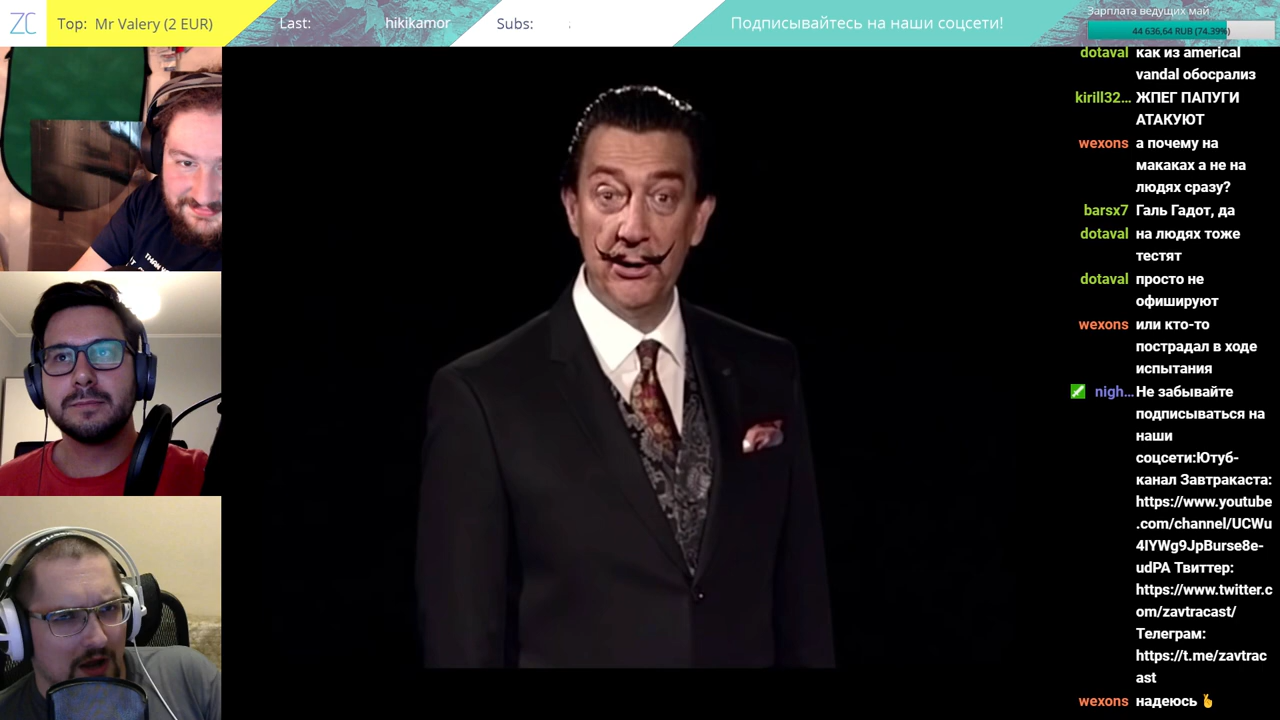 ZC
Top: Mr Valery (2 EUR)
Last: hikikamor
Subs:
Подписывайтесь на наши соцсети!
Зарплата ведущих май
44 636,64 RUB (74.39%)
dotaval как из americal
vandal обосрализ
kirill32… ЖПЕГ ПАПУГИ
АТАКУЮТ
wexons а почему на
макаках а не на
людях сразу?
barsx7 Галь Гадот, да
dotaval на людях тоже
тестят
dotaval просто не
офишируют
wexons или кто-то
пострадал в ходе
испытания
nigh… Не забывайте
подписываться на
наши
соцсети:Ютуб-
канал Завтракаста:
https://www.youtube
.com/channel/UCWu
4IYWg9JpBurse8e-
udPA Твиттер:
https://www.twitter.c
om/zavtracast/
Телеграм:
https://t.me/zavtrac
ast
wexons надеюсь 🤞